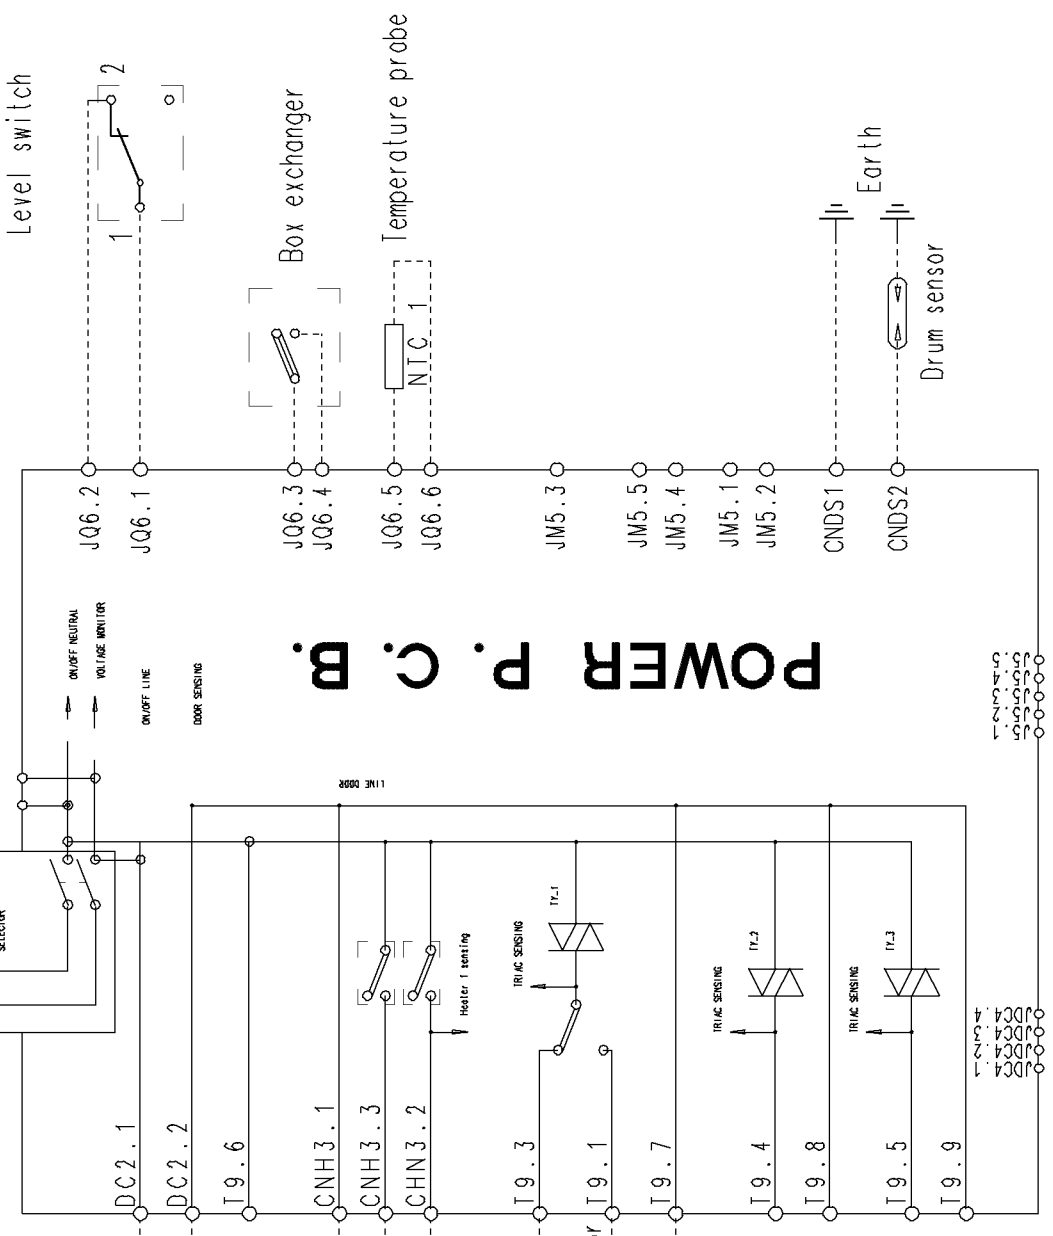 Level switch
2
1
Box exchanger
Temperature probe
NTC 1
Earth
Drum sensor
JQ6.2
JQ6.1
JQ6.3
JQ6.4
JQ6.5
JQ6.6
JM5.3
JM5.5
JM5.4
JM5.1
JM5.2
CNDS1
CNDS2
ON/OFF NEUTRAL
VOLTAGE MONITOR
ON/OFF LINE
DOOR SENSING
POWER P. C. B.
J5.5
J5.4
J5.3
J5.2
J5.1
LINE DOOR
SELECTOR
Heater 1 sensing
TRIAC SENSING
TY_1
TRIAC SENSING
TY_2
TRIAC SENSING
TY_3
JDC4.4
JDC4.3
JDC4.2
JDC4.1
DC2.1
DC2.2
T9.6
CNH3.1
CNH3.3
CHN3.2
T9.3
T9.1
T9.7
T9.4
T9.8
T9.5
T9.9